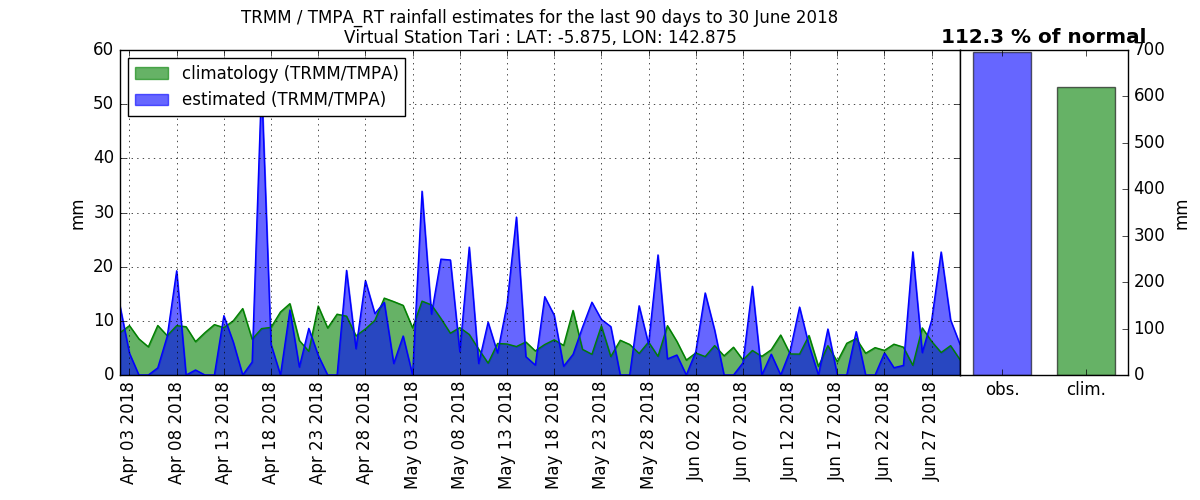 TRMM / TMPA_RT rainfall estimates for the last 90 days to 30 June 2018
Virtual Station Tari : LAT: -5.875, LON: 142.875
112.3 % of normal
climatology (TRMM/TMPA)
estimated (TRMM/TMPA)
60
50
40
30
20
10
0
mm
Apr 03 2018
Apr 08 2018
Apr 13 2018
Apr 18 2018
Apr 23 2018
Apr 28 2018
May 03 2018
May 08 2018
May 13 2018
May 18 2018
May 23 2018
May 28 2018
Jun 02 2018
Jun 07 2018
Jun 12 2018
Jun 17 2018
Jun 22 2018
Jun 27 2018
700
600
500
400
300
200
100
0
mm
obs.
clim.